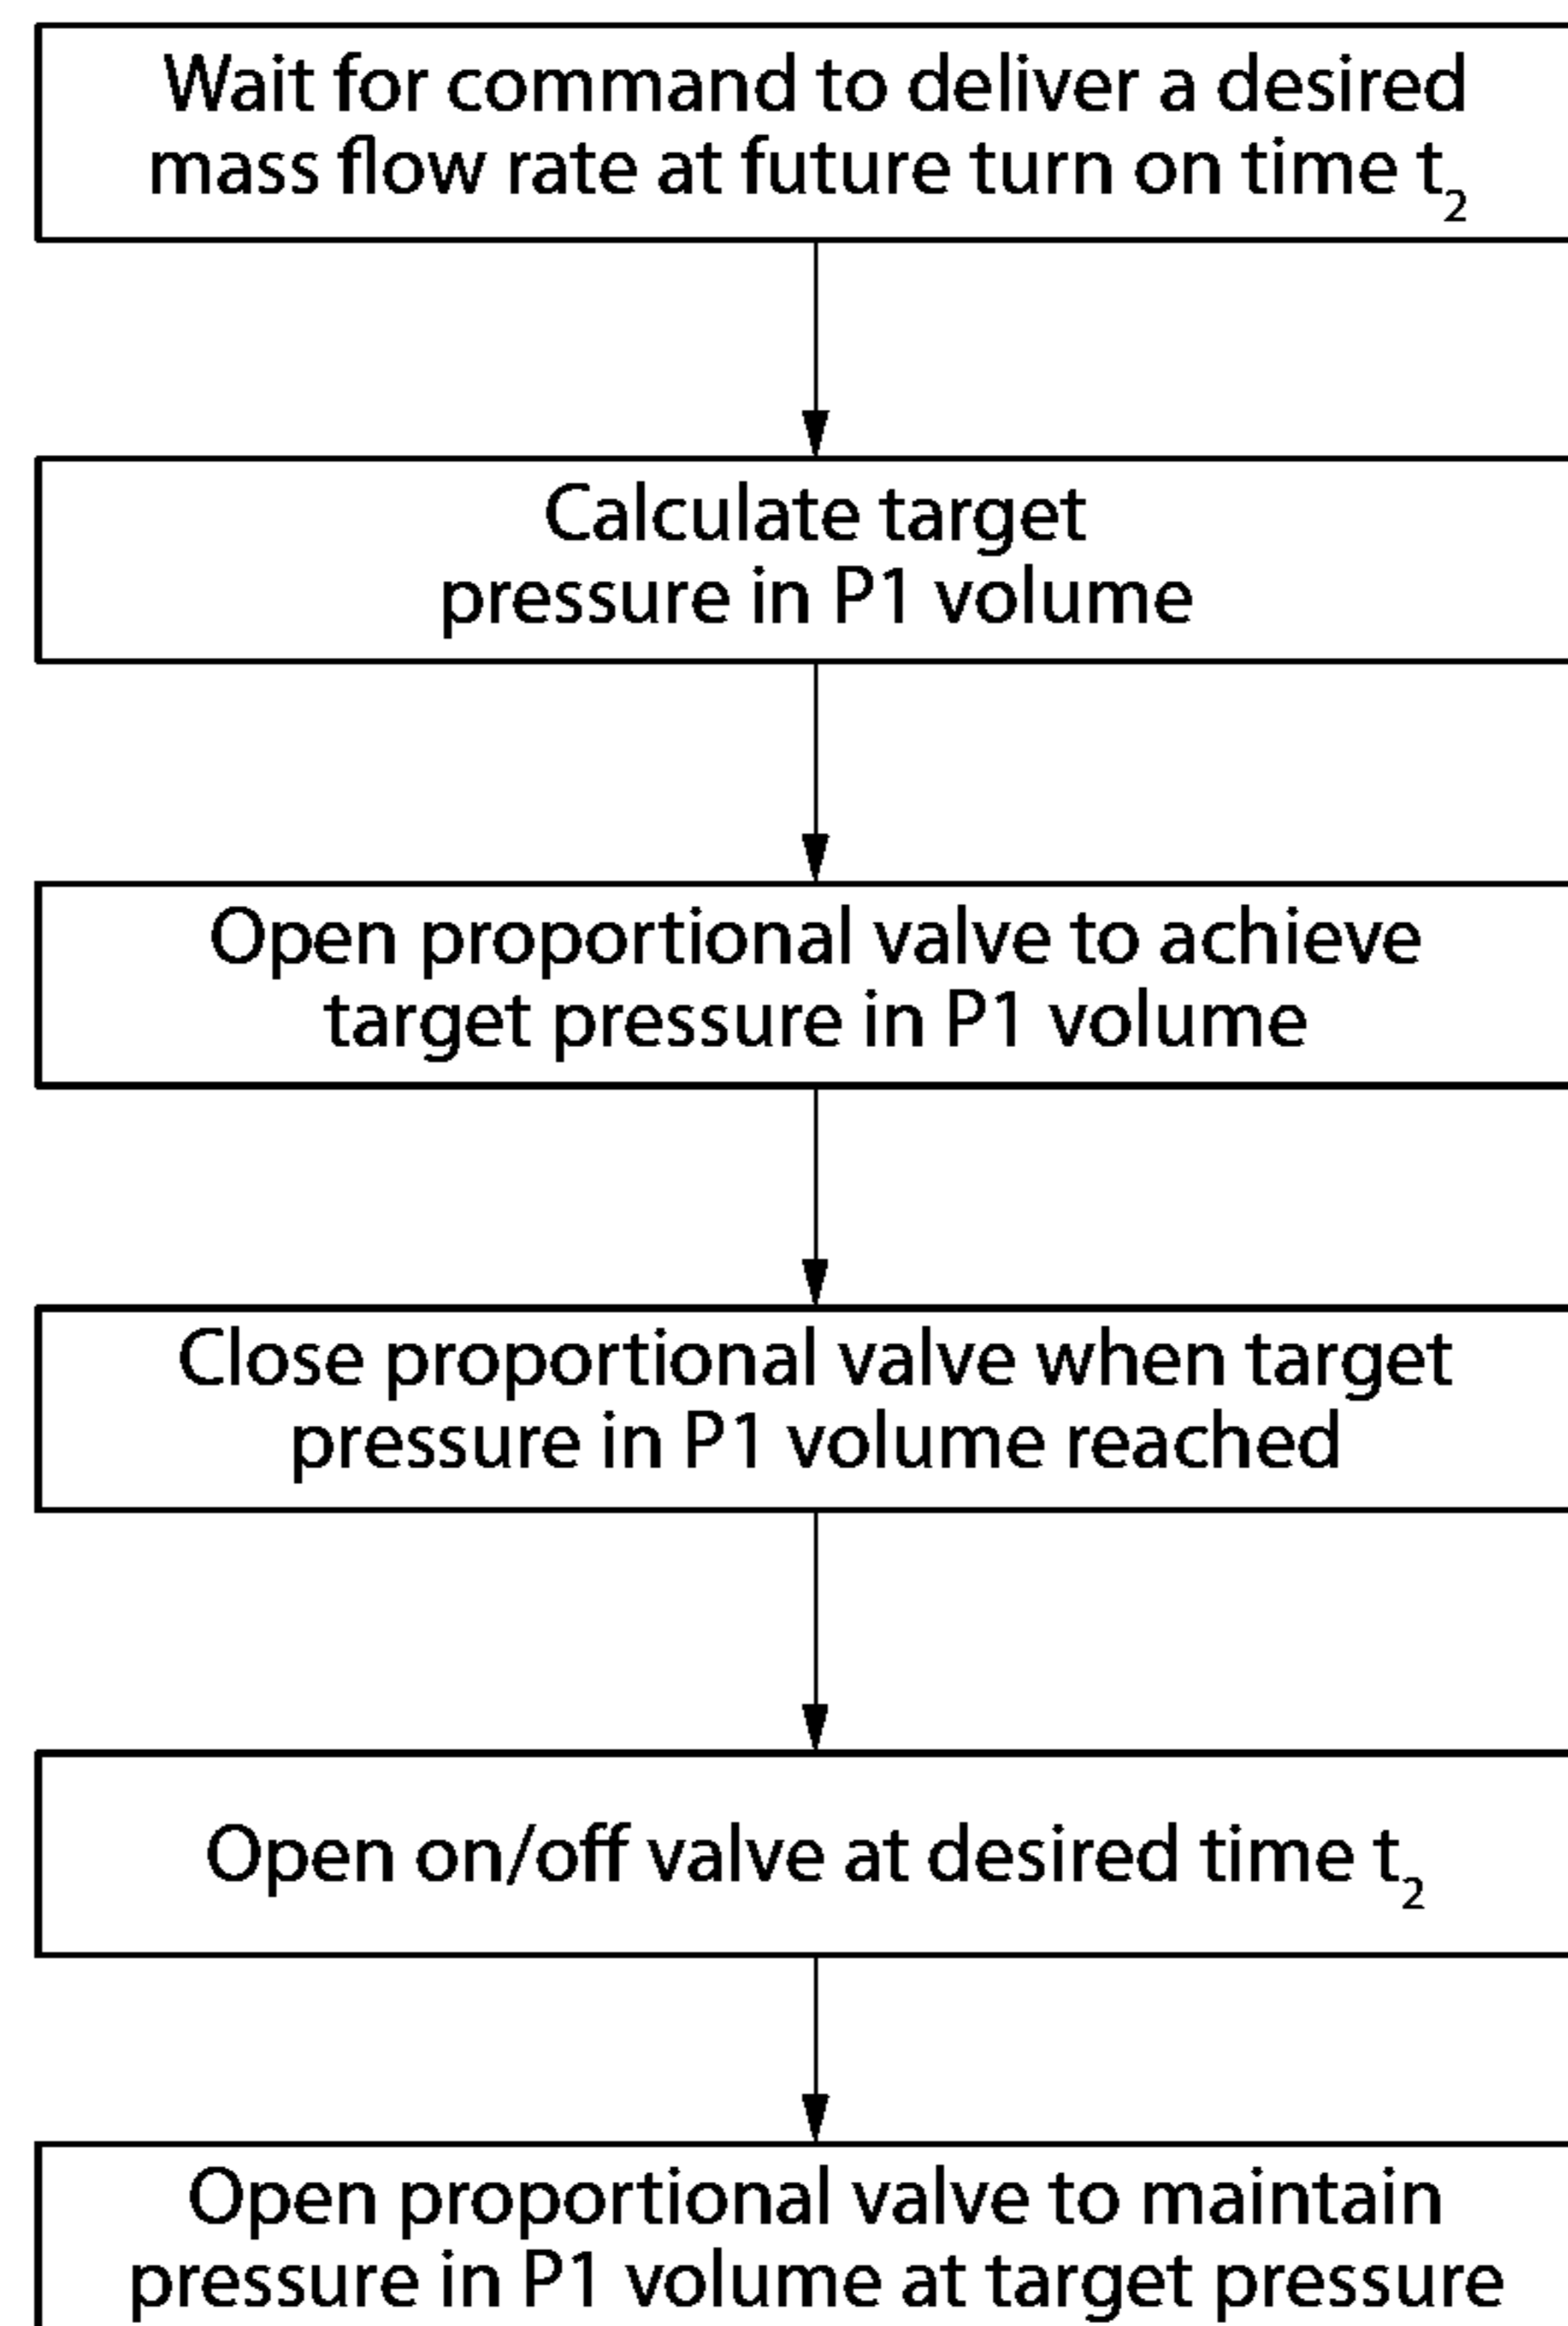 Wait for command to deliver a desired
mass flow rate at future turn on time t₂
Calculate target
pressure in P1 volume
Open proportional valve to achieve
target pressure in P1 volume
Close proportional valve when target
pressure in P1 volume reached
Open on/off valve at desired time t₂
Open proportional valve to maintain
pressure in P1 volume at target pressure